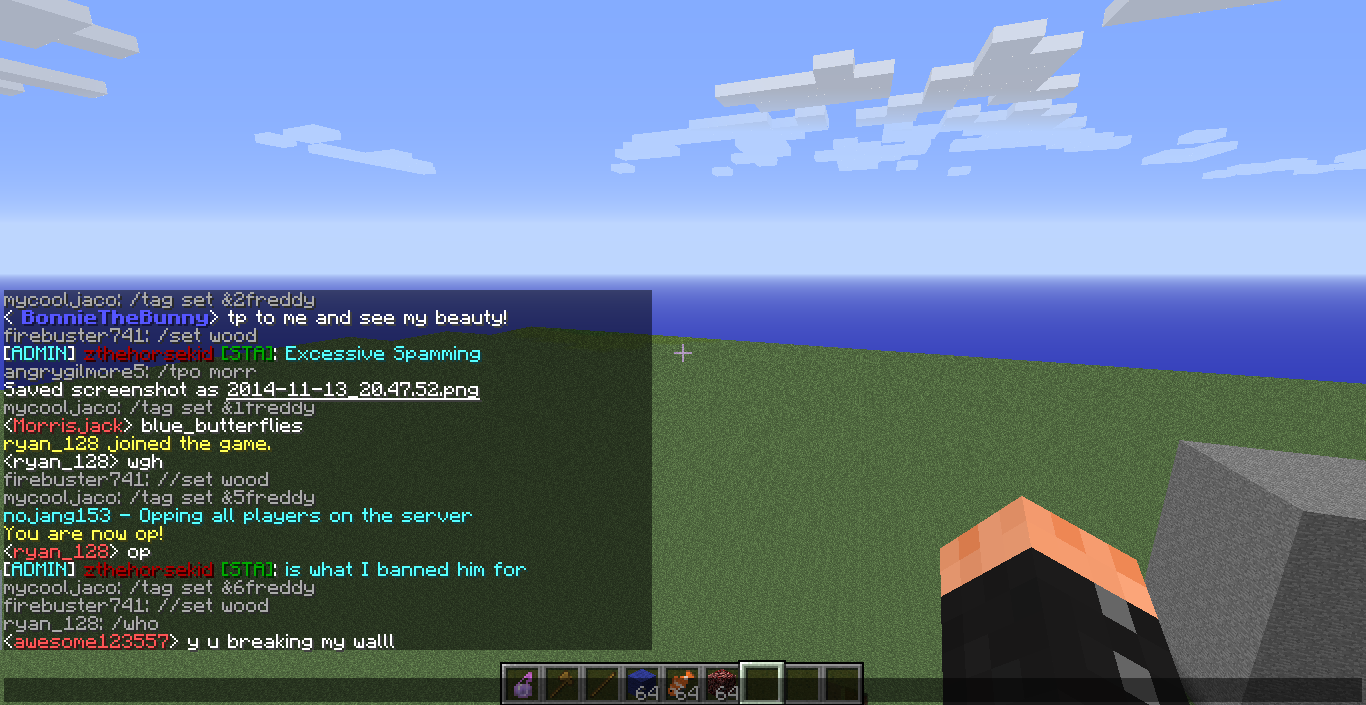 mycooljaco: /tag set &2freddy
< BonnieTheBunny> tp to me and see my beauty!
firebuster741: /set wood
[ADMIN] zthehorsekid [STA]: Excessive Spamming
angrygilmore5: /tpo morr
Saved screenshot as 2014-11-13_20.47.52.png
mycooljaco: /tag set &1freddy
<MorrisJack> blue_butterflies
ryan_128 joined the game.
<ryan_128> wgh
firebuster741: //set wood
mycooljaco: /tag set &5freddy
nojang153 - Opping all players on the server
You are now op!
<ryan_128> op
[ADMIN] zthehorsekid [STA]: is what I banned him for
mycooljaco: /tag set &6freddy
firebuster741: //set wood
ryan_128: /who
<awesome123557> y u breaking my walll
64 64 64